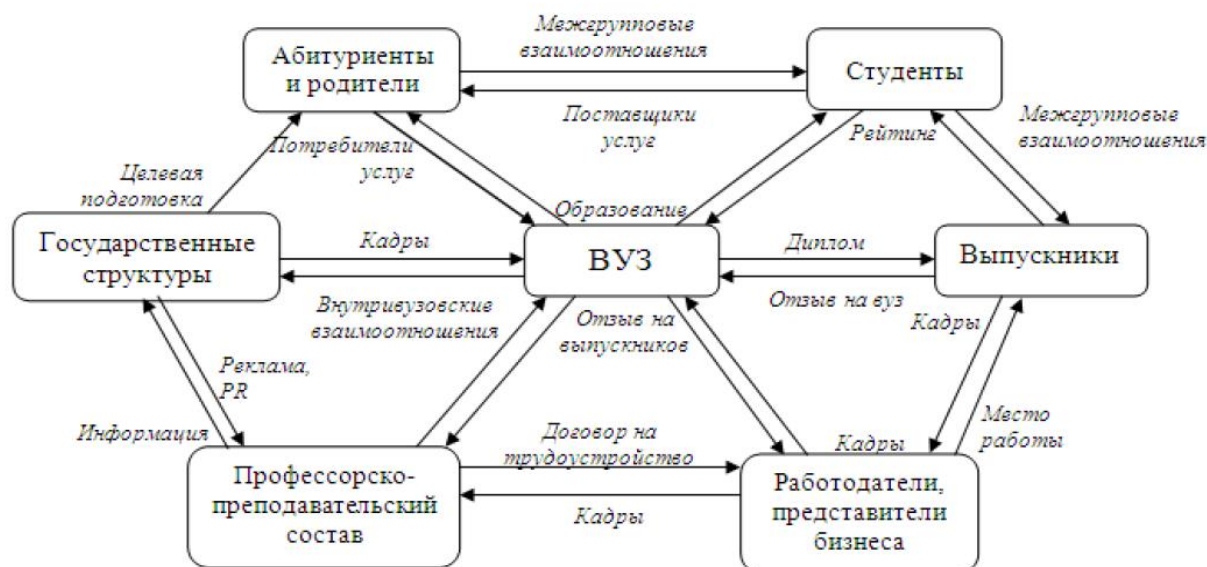 Межгрупповые
взаимоотношения
Абитуриенты
и родители
Студенты
Поставщики
услуг
Рейтинг
Межгрупповые
взаимоотношения
Потребители
услуг
Целевая
подготовка
Образование
Государственные
структуры
Кадры
ВУЗ
Диплом
Выпускники
Внутривузовские
взаимоотношения
Отзыв на
выпускников
Отзыв на вуз
Кадры
Реклама,
PR
Информация
Договор на
трудоустройство
Кадры
Место
работы
Профессорско-
преподавательский
состав
Кадры
Работодатели,
представители
бизнеса